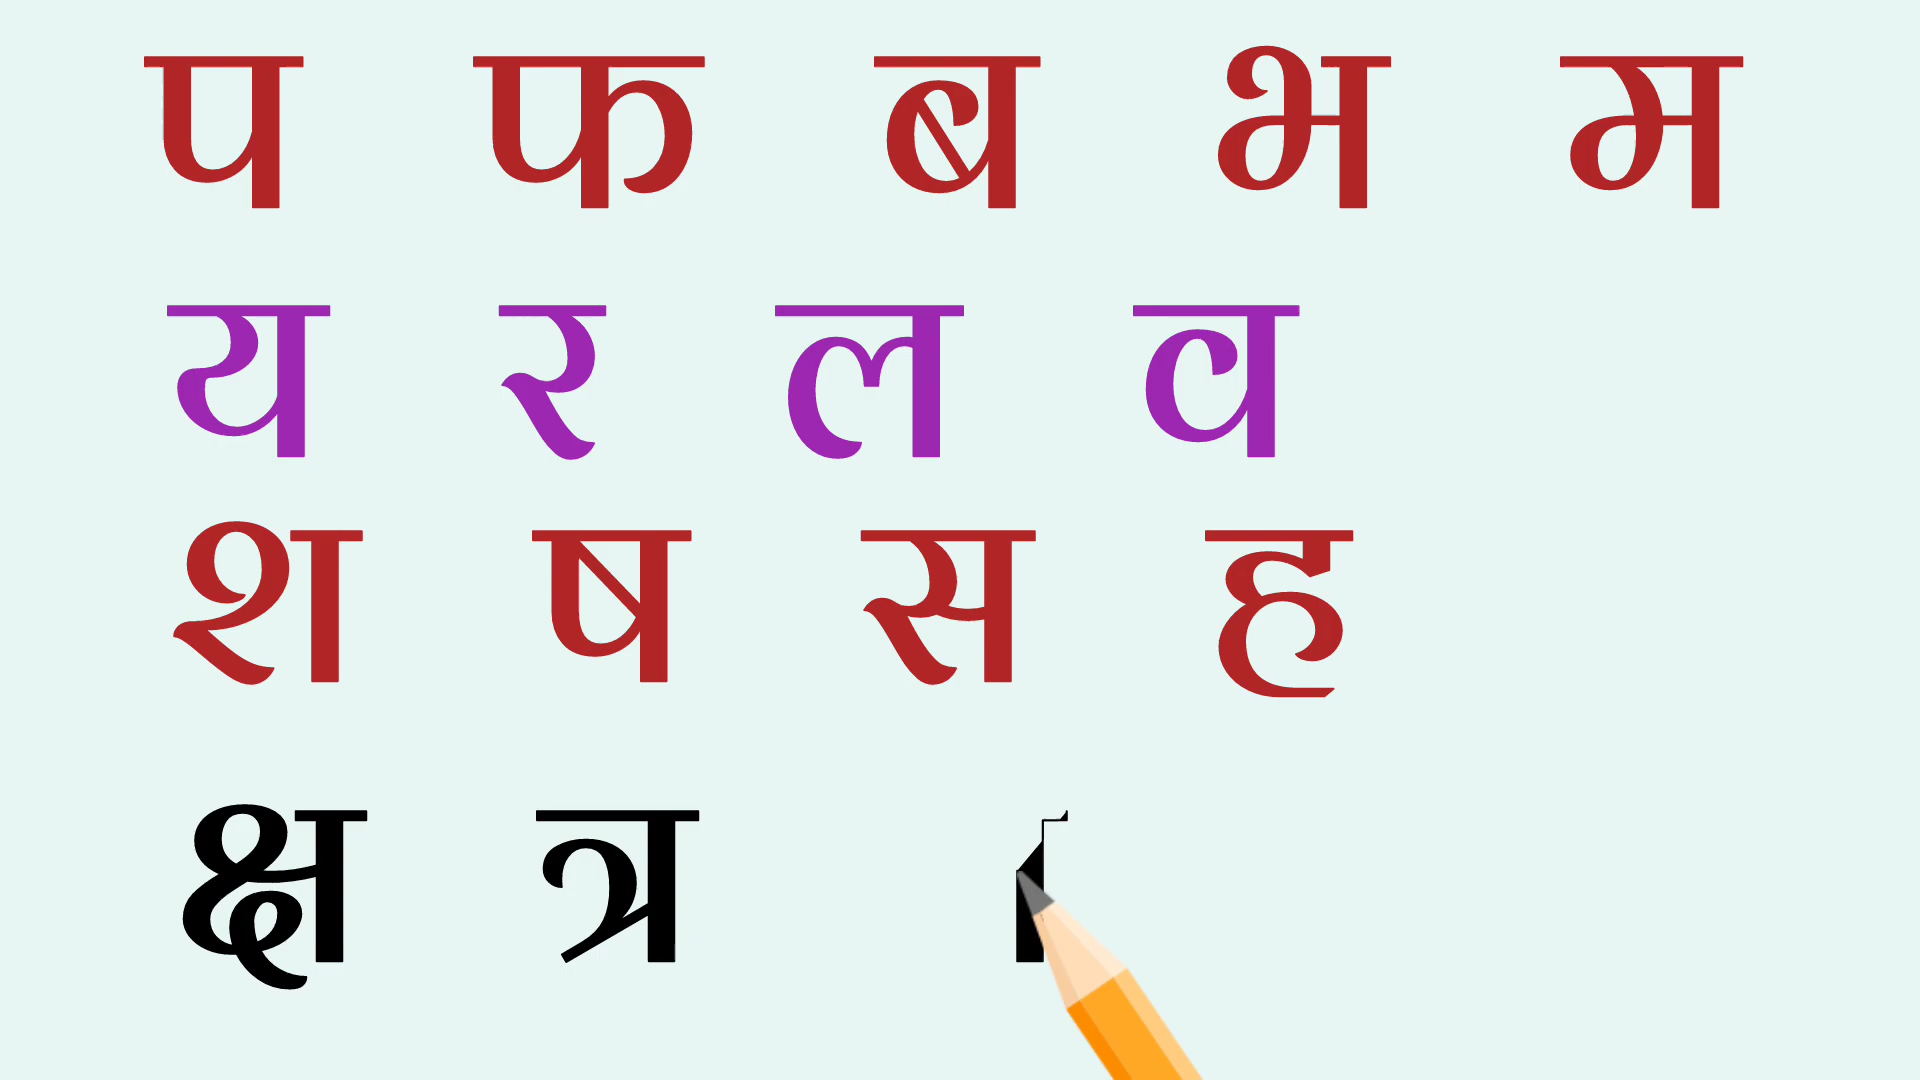 प फ ब भ म
य र ल व
श ष स ह
क्ष त्र